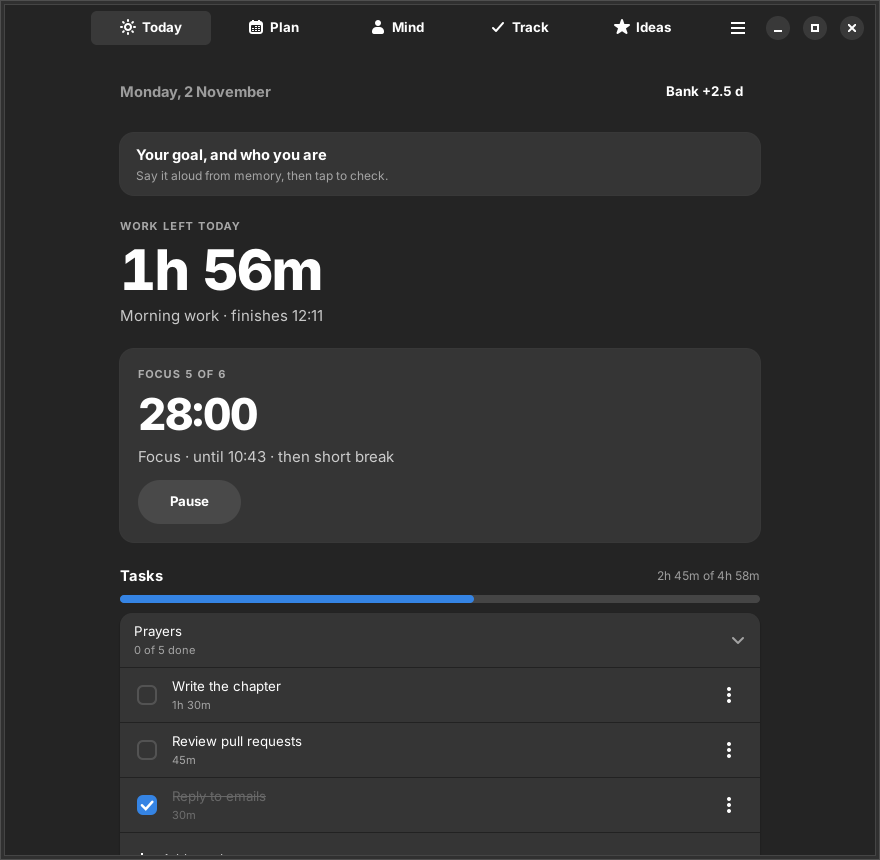 Today Plan Mind Track Ideas
Monday, 2 November Bank +2.5 d
Your goal, and who you are
Say it aloud from memory, then tap to check.
WORK LEFT TODAY
1h 56m
Morning work · finishes 12:11
FOCUS 5 OF 6
28:00
Focus · until 10:43 · then short break
Pause
Tasks 2h 45m of 4h 58m
Prayers
0 of 5 done
Write the chapter
1h 30m
Review pull requests
45m
Reply to emails
30m